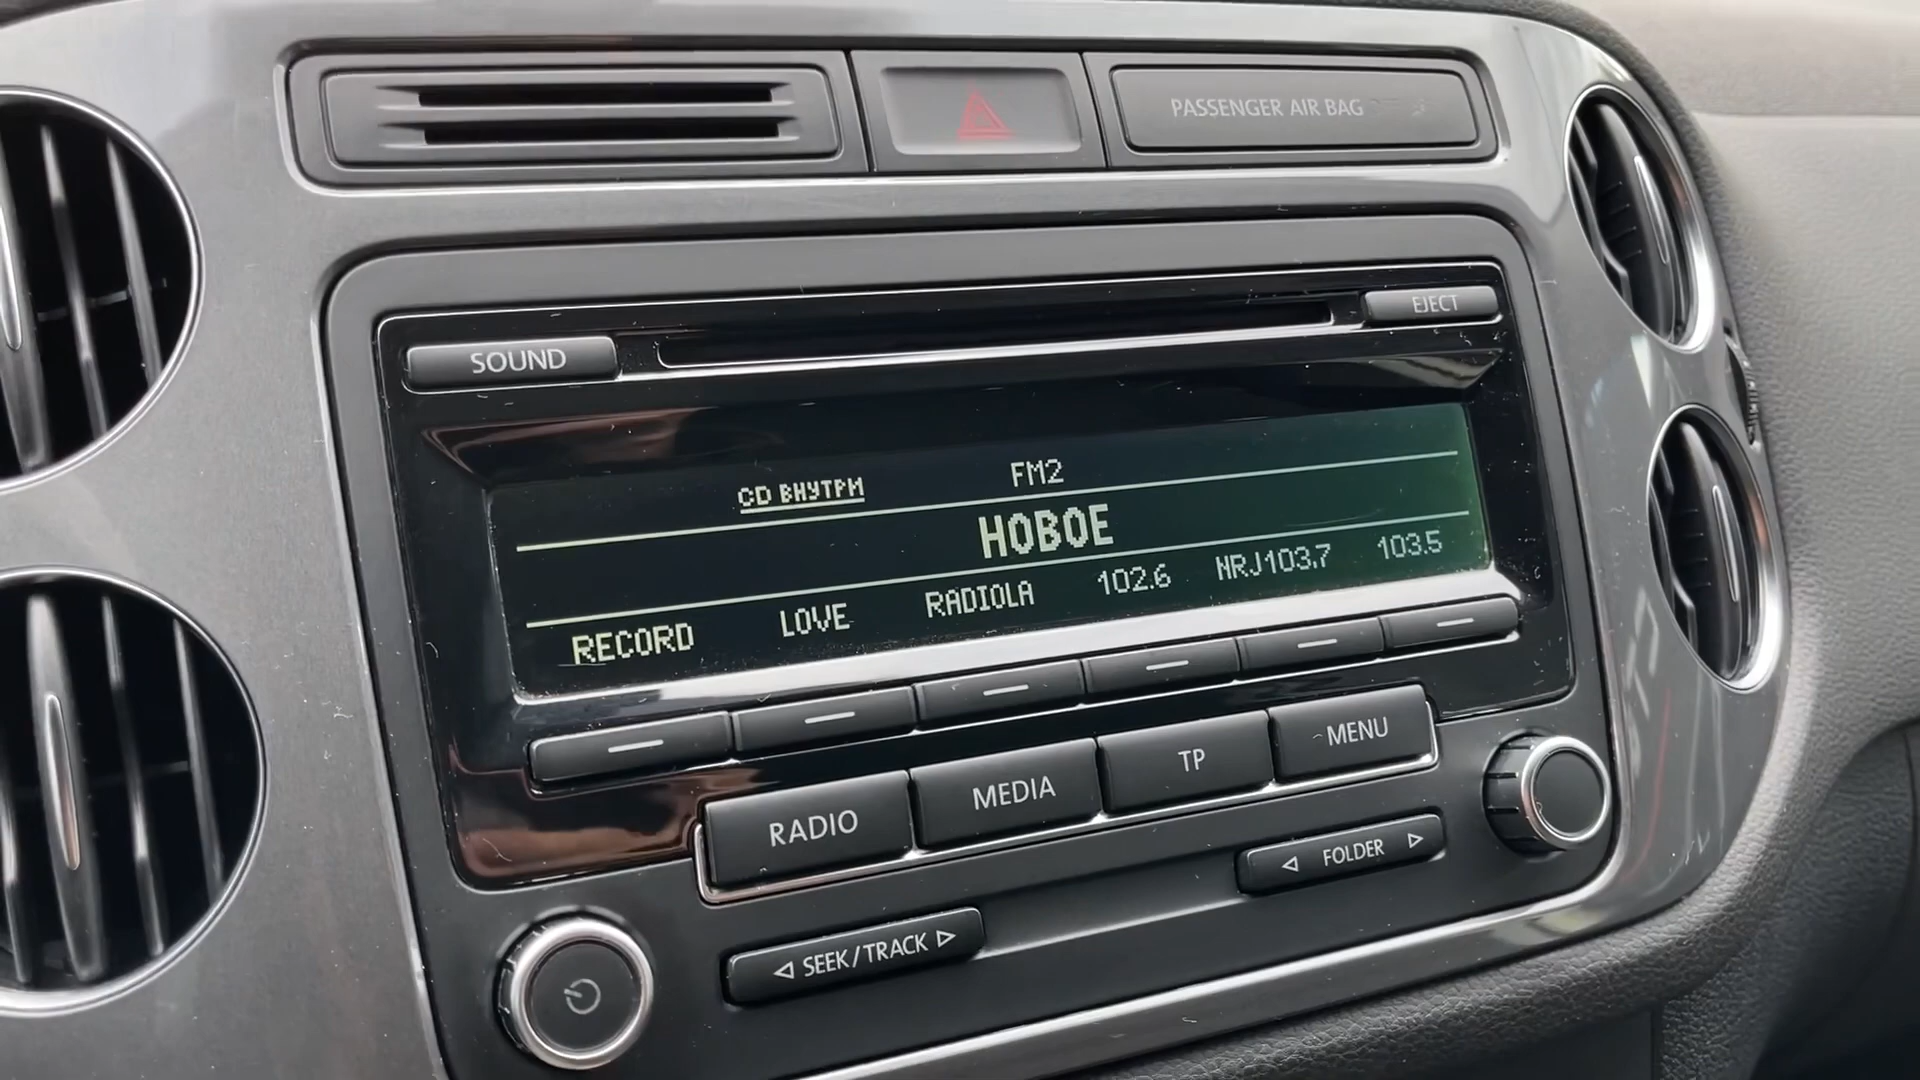 PASSENGER AIR BAG
EJECT
SOUND
FM2
CD ВНУТРИ
НОВОЕ
RECORD LOVE RADIOLA 102.6 NRJ103.7 103.5
RADIO MEDIA TP MENU
FOLDER
SEEK/TRACK